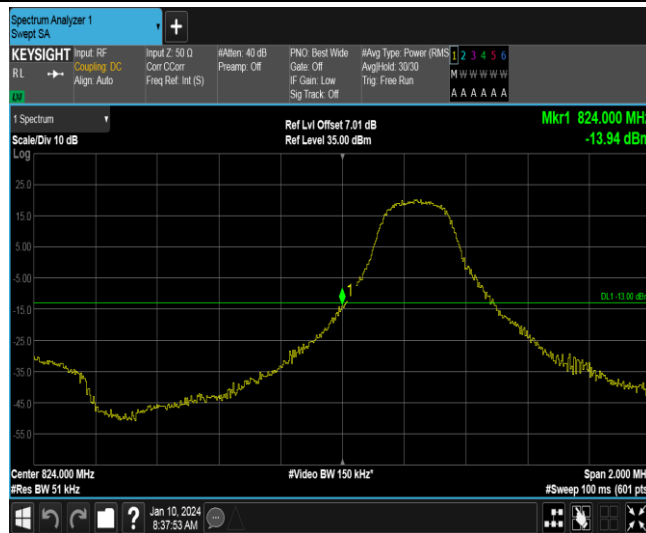 Spectrum Analyzer 1
Swept SA
+
KEYSIGHT
RL
Input: RF
Coupling: DC
Align: Auto
Input Z: 50 Ω
Corr CCorr
Freq Ref: Int (S)
#Atten: 40 dB
Preamp: Off
PNO: Best Wide
Gate: Off
IF Gain: Low
Sig Track: Off
#Avg Type: Power (RMS
Avg|Hold: 30/30
Trig: Free Run
1 2 3 4 5 6
M W W W W W
A A A A A A
1 Spectrum
Scale/Div 10 dB
Ref Lvl Offset 7.01 dB
Ref Level 35.00 dBm
Mkr1 824.000 MH
-13.94 dBm
Log
25.0
15.0
5.00
-5.00
-15.0
-25.0
-35.0
-45.0
-55.0
1
DL1 -13.00 dBm
Center 824.000 MHz
#Res BW 51 kHz
#Video BW 150 kHz*
Span 2.000 MH
#Sweep 100 ms (601 pts
?
Jan 10, 2024
8:37:53 AM